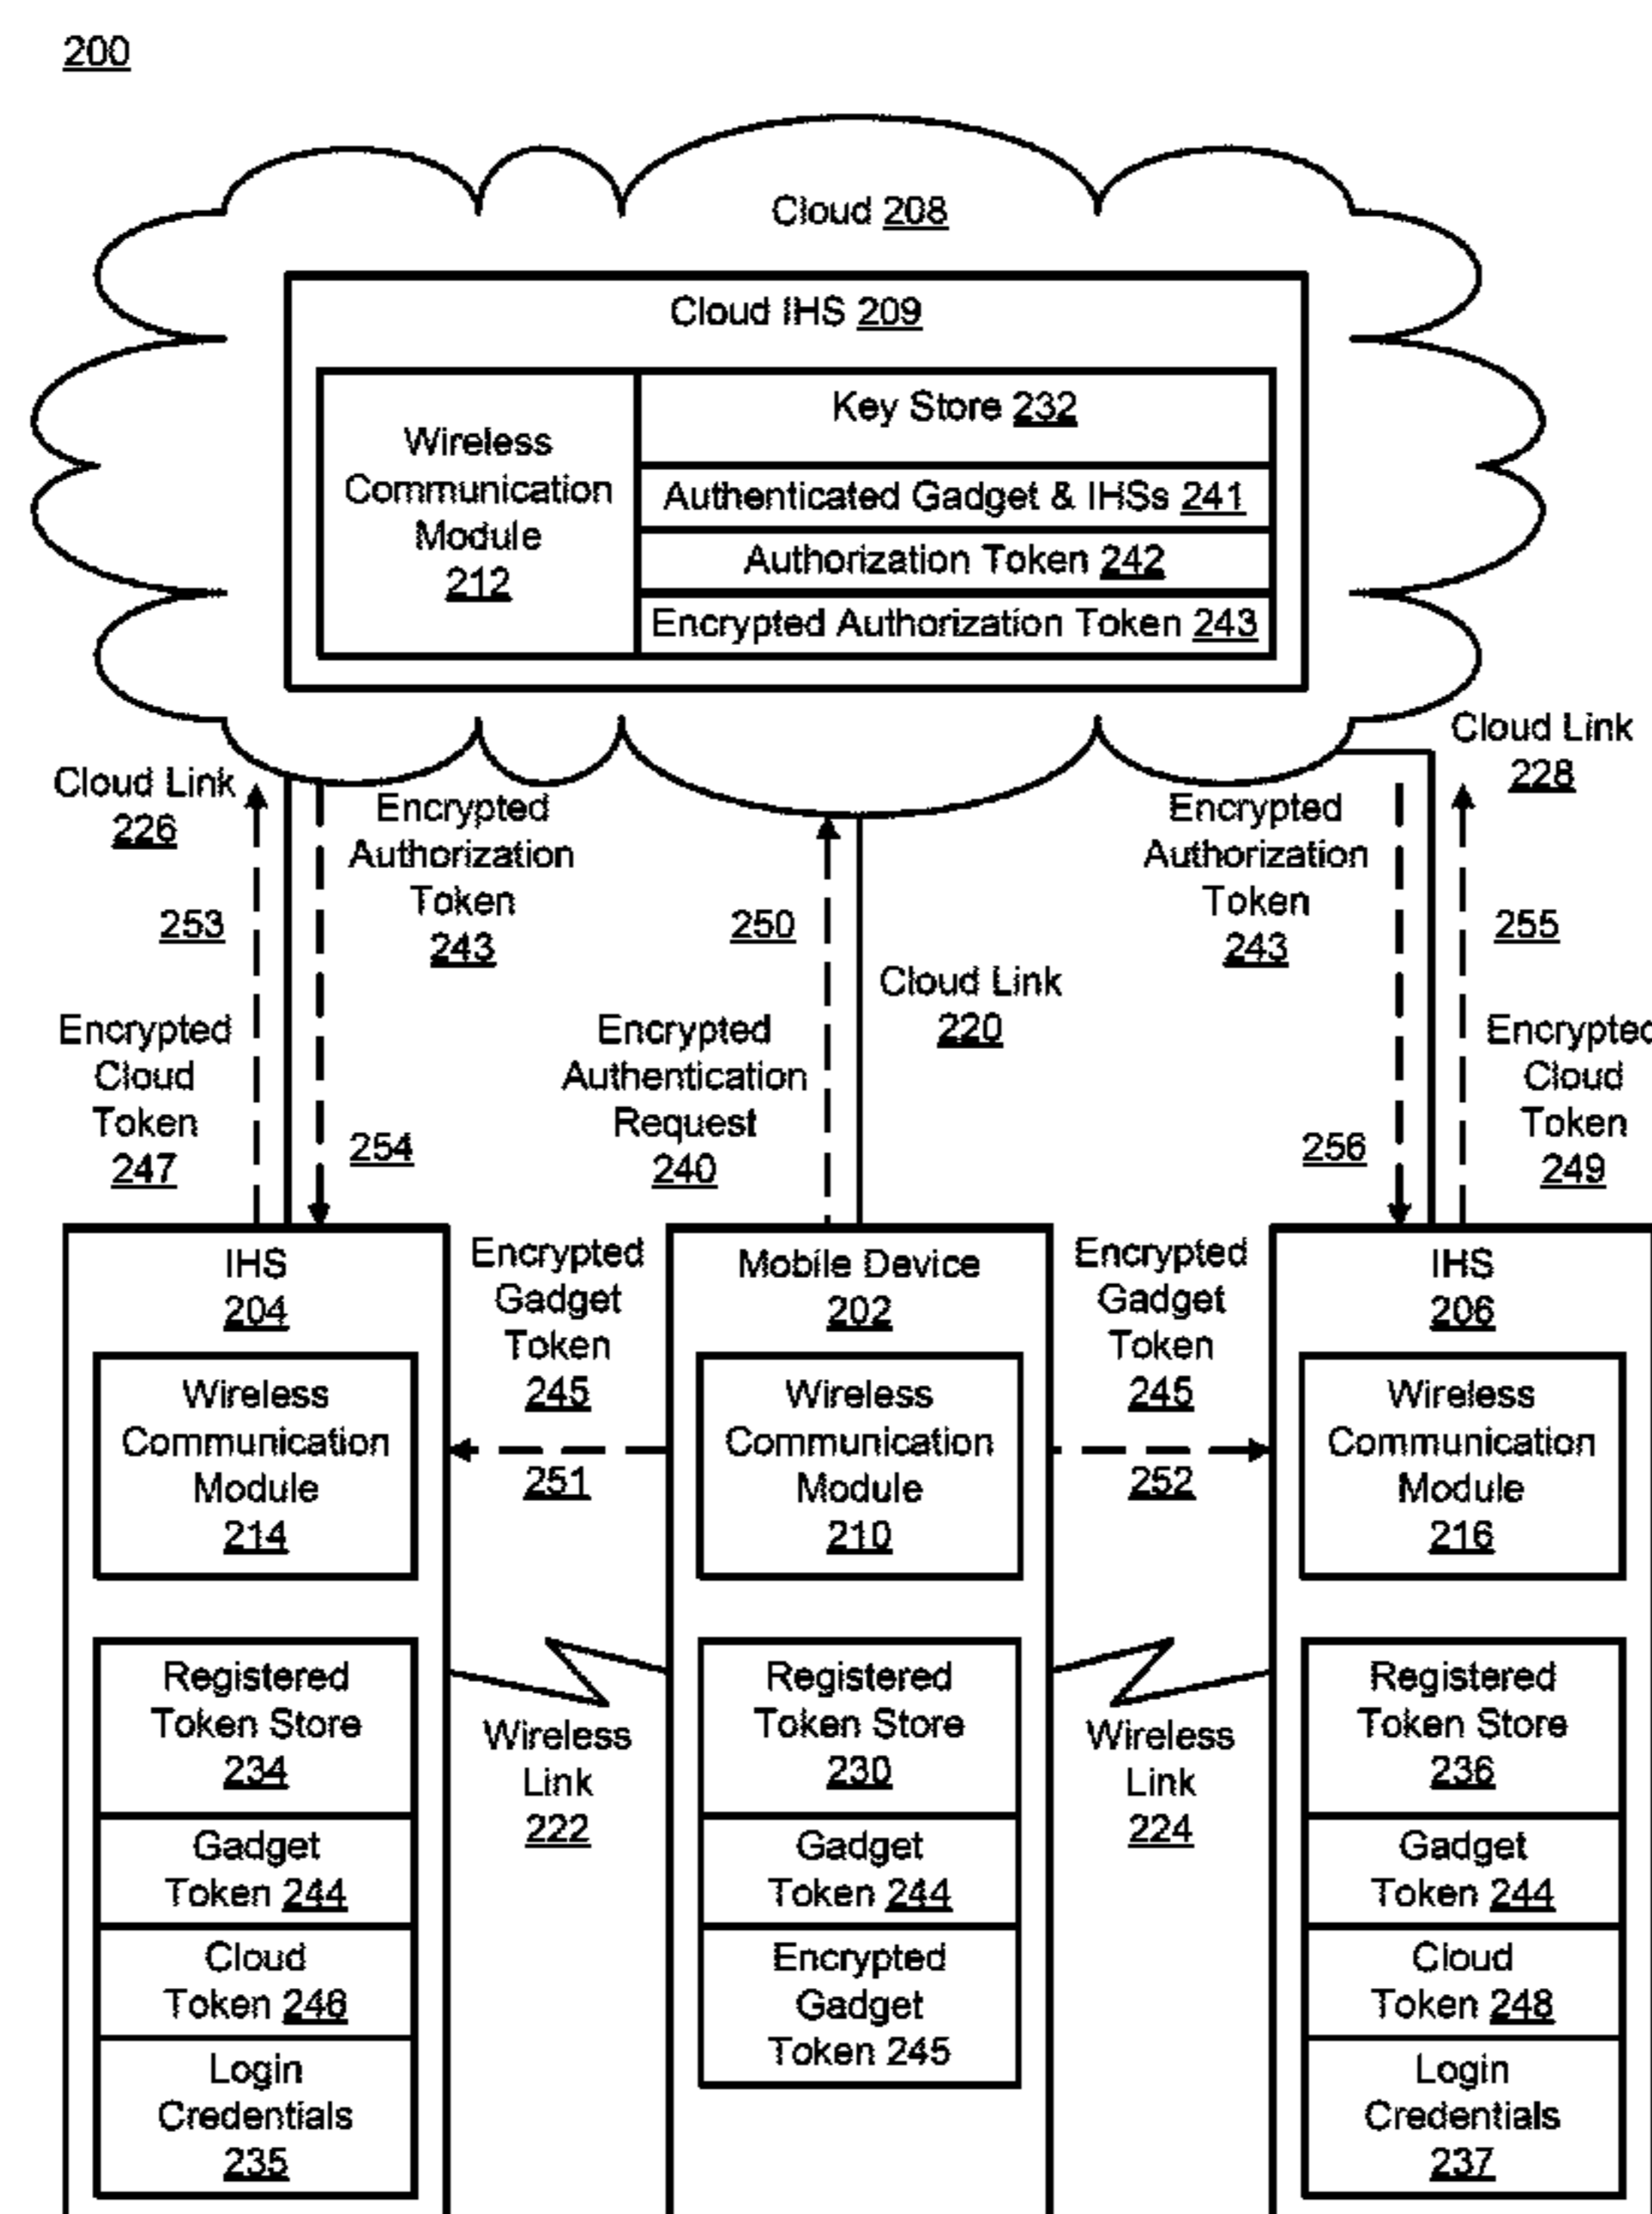 200
Cloud 208
Cloud IHS 209
Wireless
Communication
Module
212
Key Store 232
Authenticated Gadget & IHSs 241
Authorization Token 242
Encrypted Authorization Token 243
Cloud Link
226
253
Encrypted
Cloud
Token
247
Encrypted
Authorization
Token
243
254
250
Encrypted
Authentication
Request
240
Cloud Link
220
Encrypted
Authorization
Token
243
256
Cloud Link
228
255
Encrypted
Cloud
Token
249
IHS
204
Wireless
Communication
Module
214
Registered
Token Store
234
Gadget
Token 244
Cloud
Token 246
Login
Credentials
235
Encrypted
Gadget
Token
245
251
Wireless
Link
222
Mobile Device
202
Wireless
Communication
Module
210
Registered
Token Store
230
Gadget
Token 244
Encrypted
Gadget
Token 245
Encrypted
Gadget
Token
245
252
Wireless
Link
224
IHS
206
Wireless
Communication
Module
216
Registered
Token Store
236
Gadget
Token 244
Cloud
Token 248
Login
Credentials
237